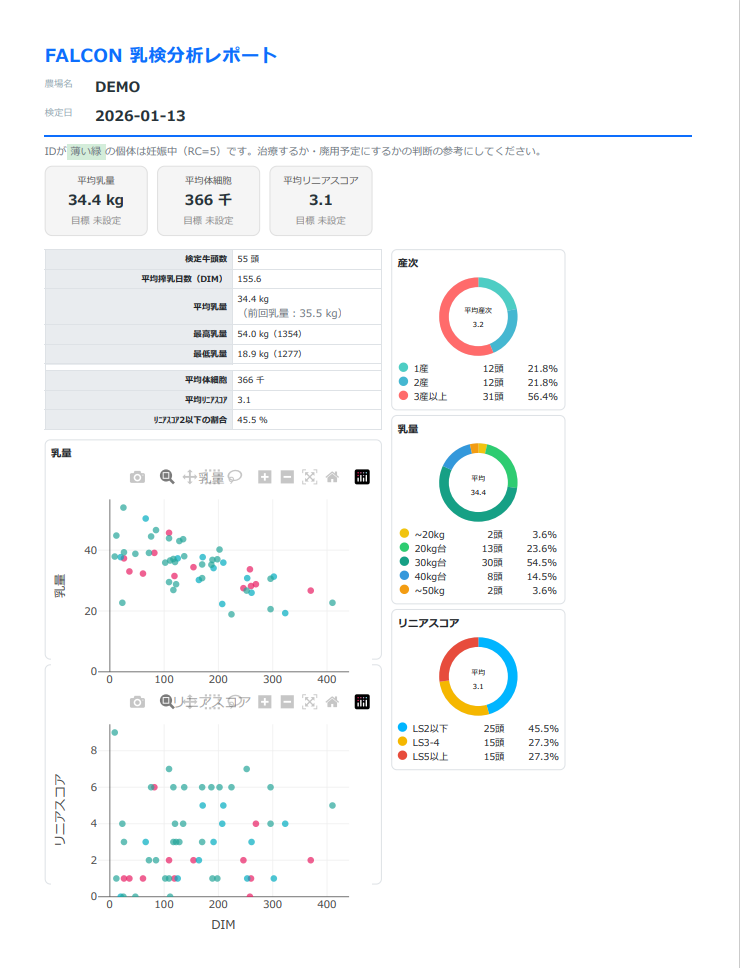 FALCON 乳検分析レポート
農場名 DEMO
検定日 2026-01-13
IDが 薄い緑 の個体は妊娠中（RC=5）です。治療するか・廃用予定にするかの判断の参考にしてください。
平均乳量
34.4 kg
目標 未設定
平均体細胞
366 千
目標 未設定
平均リニアスコア
3.1
目標 未設定
検定牛頭数 55 頭
平均搾乳日数（DIM） 155.6
平均乳量 34.4 kg
（前回乳量：35.5 kg）
最高乳量 54.0 kg（1354）
最低乳量 18.9 kg（1277）
平均体細胞 366 千
平均ﾘﾆｱｽｺｱ 3.1
ﾘﾆｱｽｺｱ2以下の割合 45.5 %
産次
平均産次
3.2
1産 12頭 21.8%
2産 12頭 21.8%
3産以上 31頭 56.4%
乳量
平均
34.4
~20kg 2頭 3.6%
20kg台 13頭 23.6%
30kg台 30頭 54.5%
40kg台 8頭 14.5%
~50kg 2頭 3.6%
リニアスコア
平均
3.1
LS2以下 25頭 45.5%
LS3-4 15頭 27.3%
LS5以上 15頭 27.3%
乳量
乳量
乳量
40
20
0
0 100 200 300 400
リニアスコア
リニアスコア
8
6
4
2
0
0 100 200 300 400
DIM